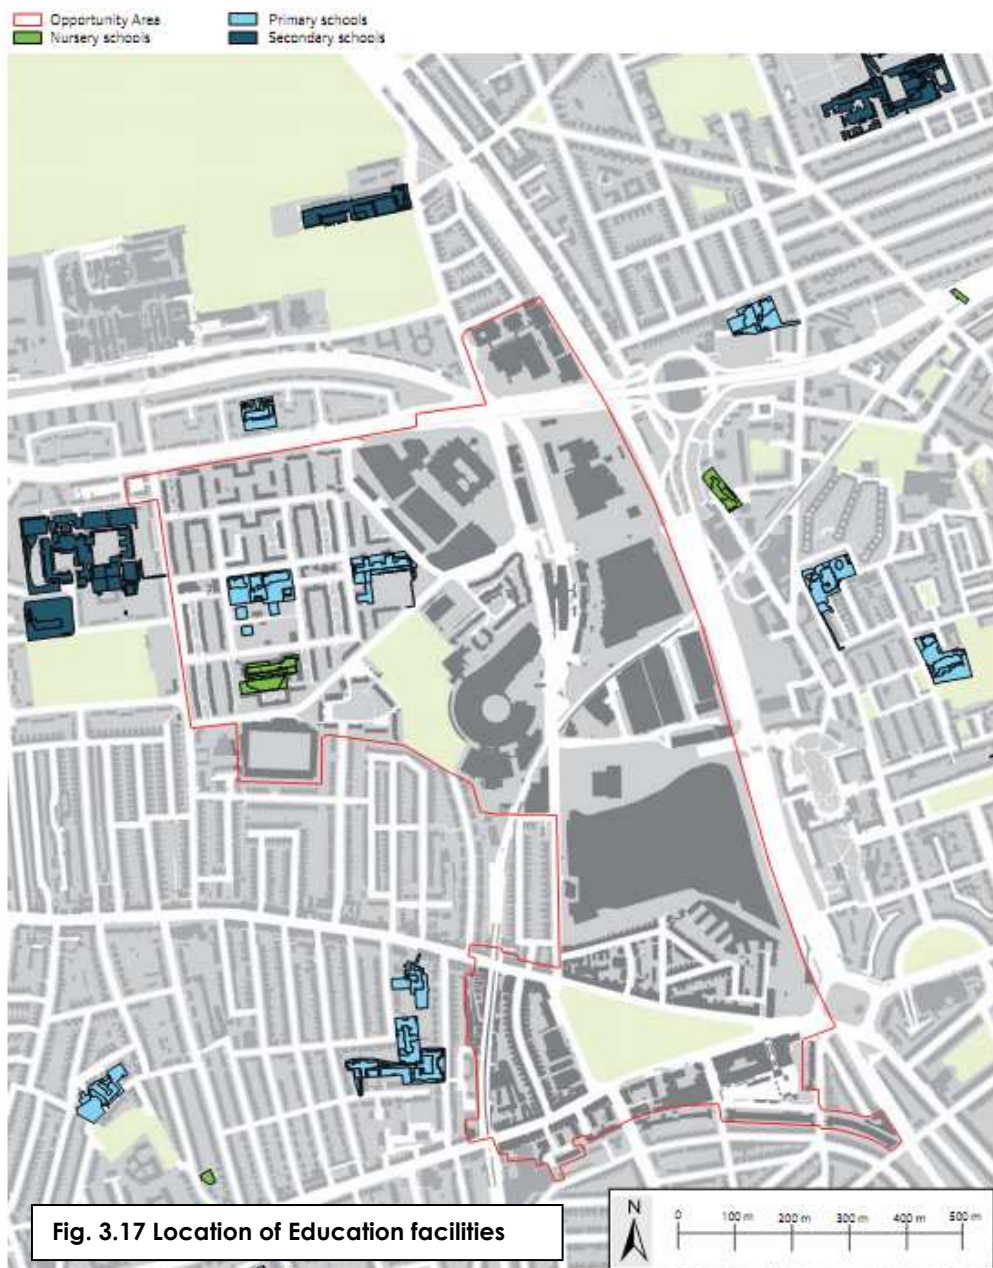 Opportunity Area
Nursery schools
Primary schools
Secondary schools
Fig. 3.17 Location of Education facilities
N
0 100 m 200 m 300 m 400 m 500 m